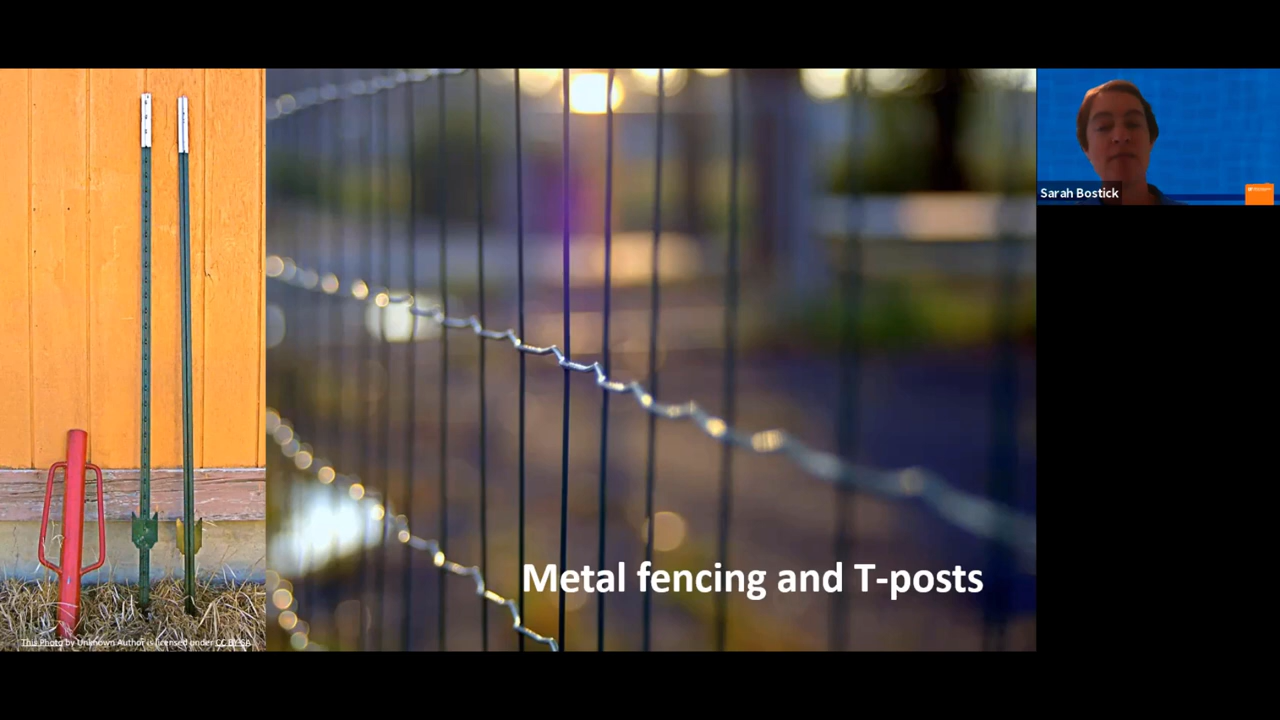 Sarah Bostick
Metal fencing and T-posts
This Photo by Unknown Author is licensed under CC BY-SA